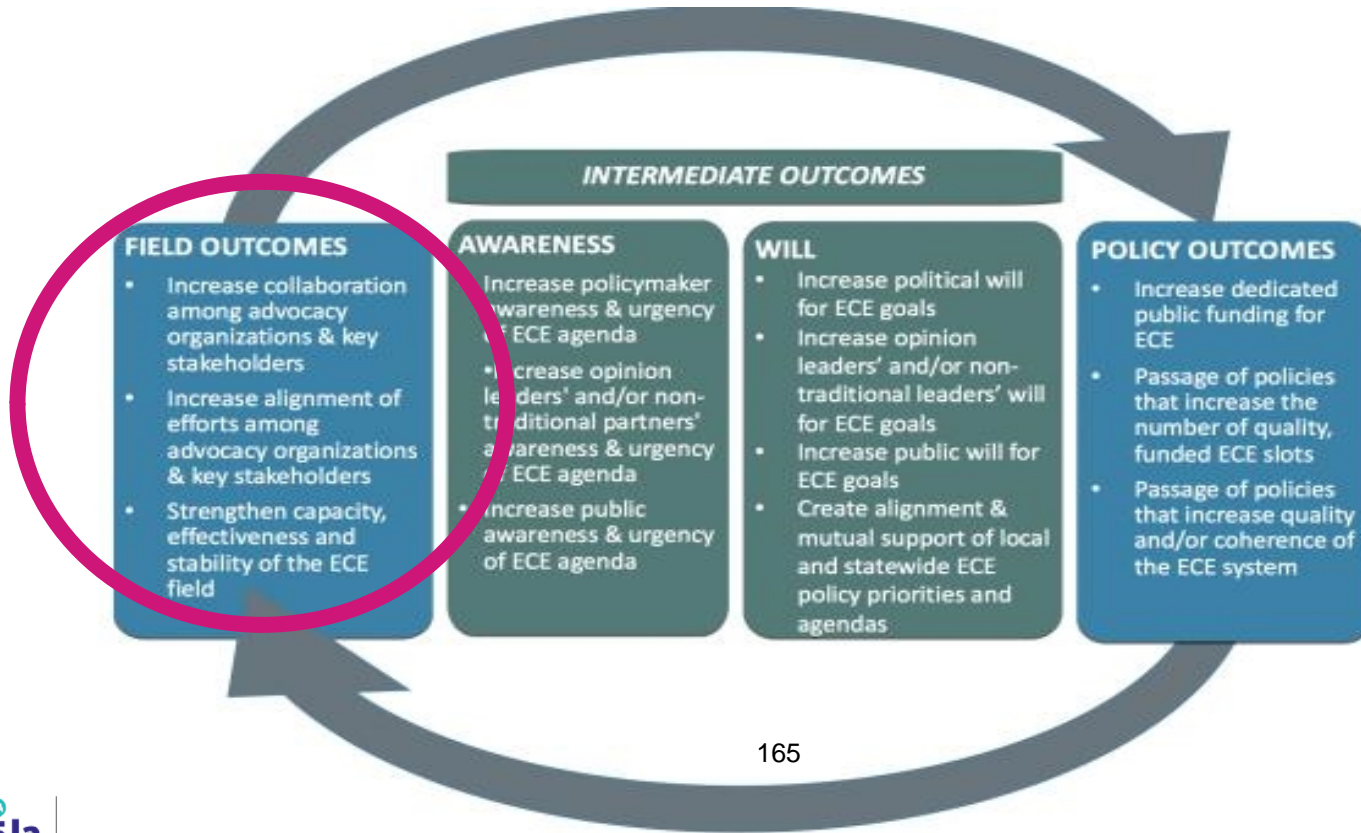 INTERMEDIATE OUTCOMES
FIELD OUTCOMES
• Increase collaboration
among advocacy
organizations & key
stakeholders
• Increase alignment of
efforts among
advocacy organizations
& key stakeholders
• Strengthen capacity,
effectiveness and
stability of the ECE
field
AWARENESS
Increase policymaker
awareness & urgency
of ECE agenda
•Increase opinion
leaders' and/or non-
traditional partners'
awareness & urgency
of ECE agenda
• Increase public
awareness & urgency
of ECE agenda
WILL
• Increase political will
for ECE goals
• Increase opinion
leaders' and/or non-
traditional leaders' will
for ECE goals
• Increase public will for
ECE goals
• Create alignment &
mutual support of local
and statewide ECE
policy priorities and
agendas
POLICY OUTCOMES
• Increase dedicated
public funding for
ECE
• Passage of policies
that increase the
number of quality,
funded ECE slots
• Passage of policies
that increase quality
and/or coherence of
the ECE system
165